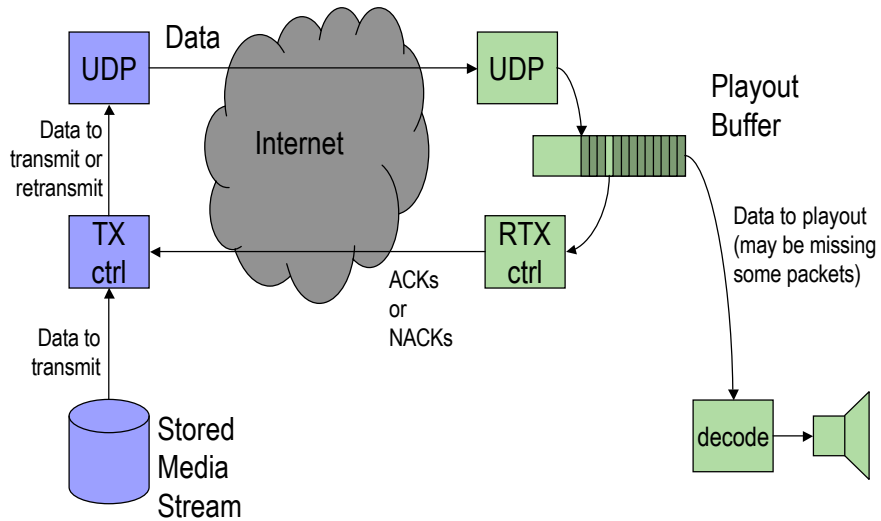 Data
UDP
UDP
Playout
Buffer
Data to
transmit or
retransmit
Internet
TX
ctrl
RTX
ctrl
Data to playout
(may be missing
some packets)
ACKs
or
NACKs
Data to
transmit
Stored
Media
Stream
decode